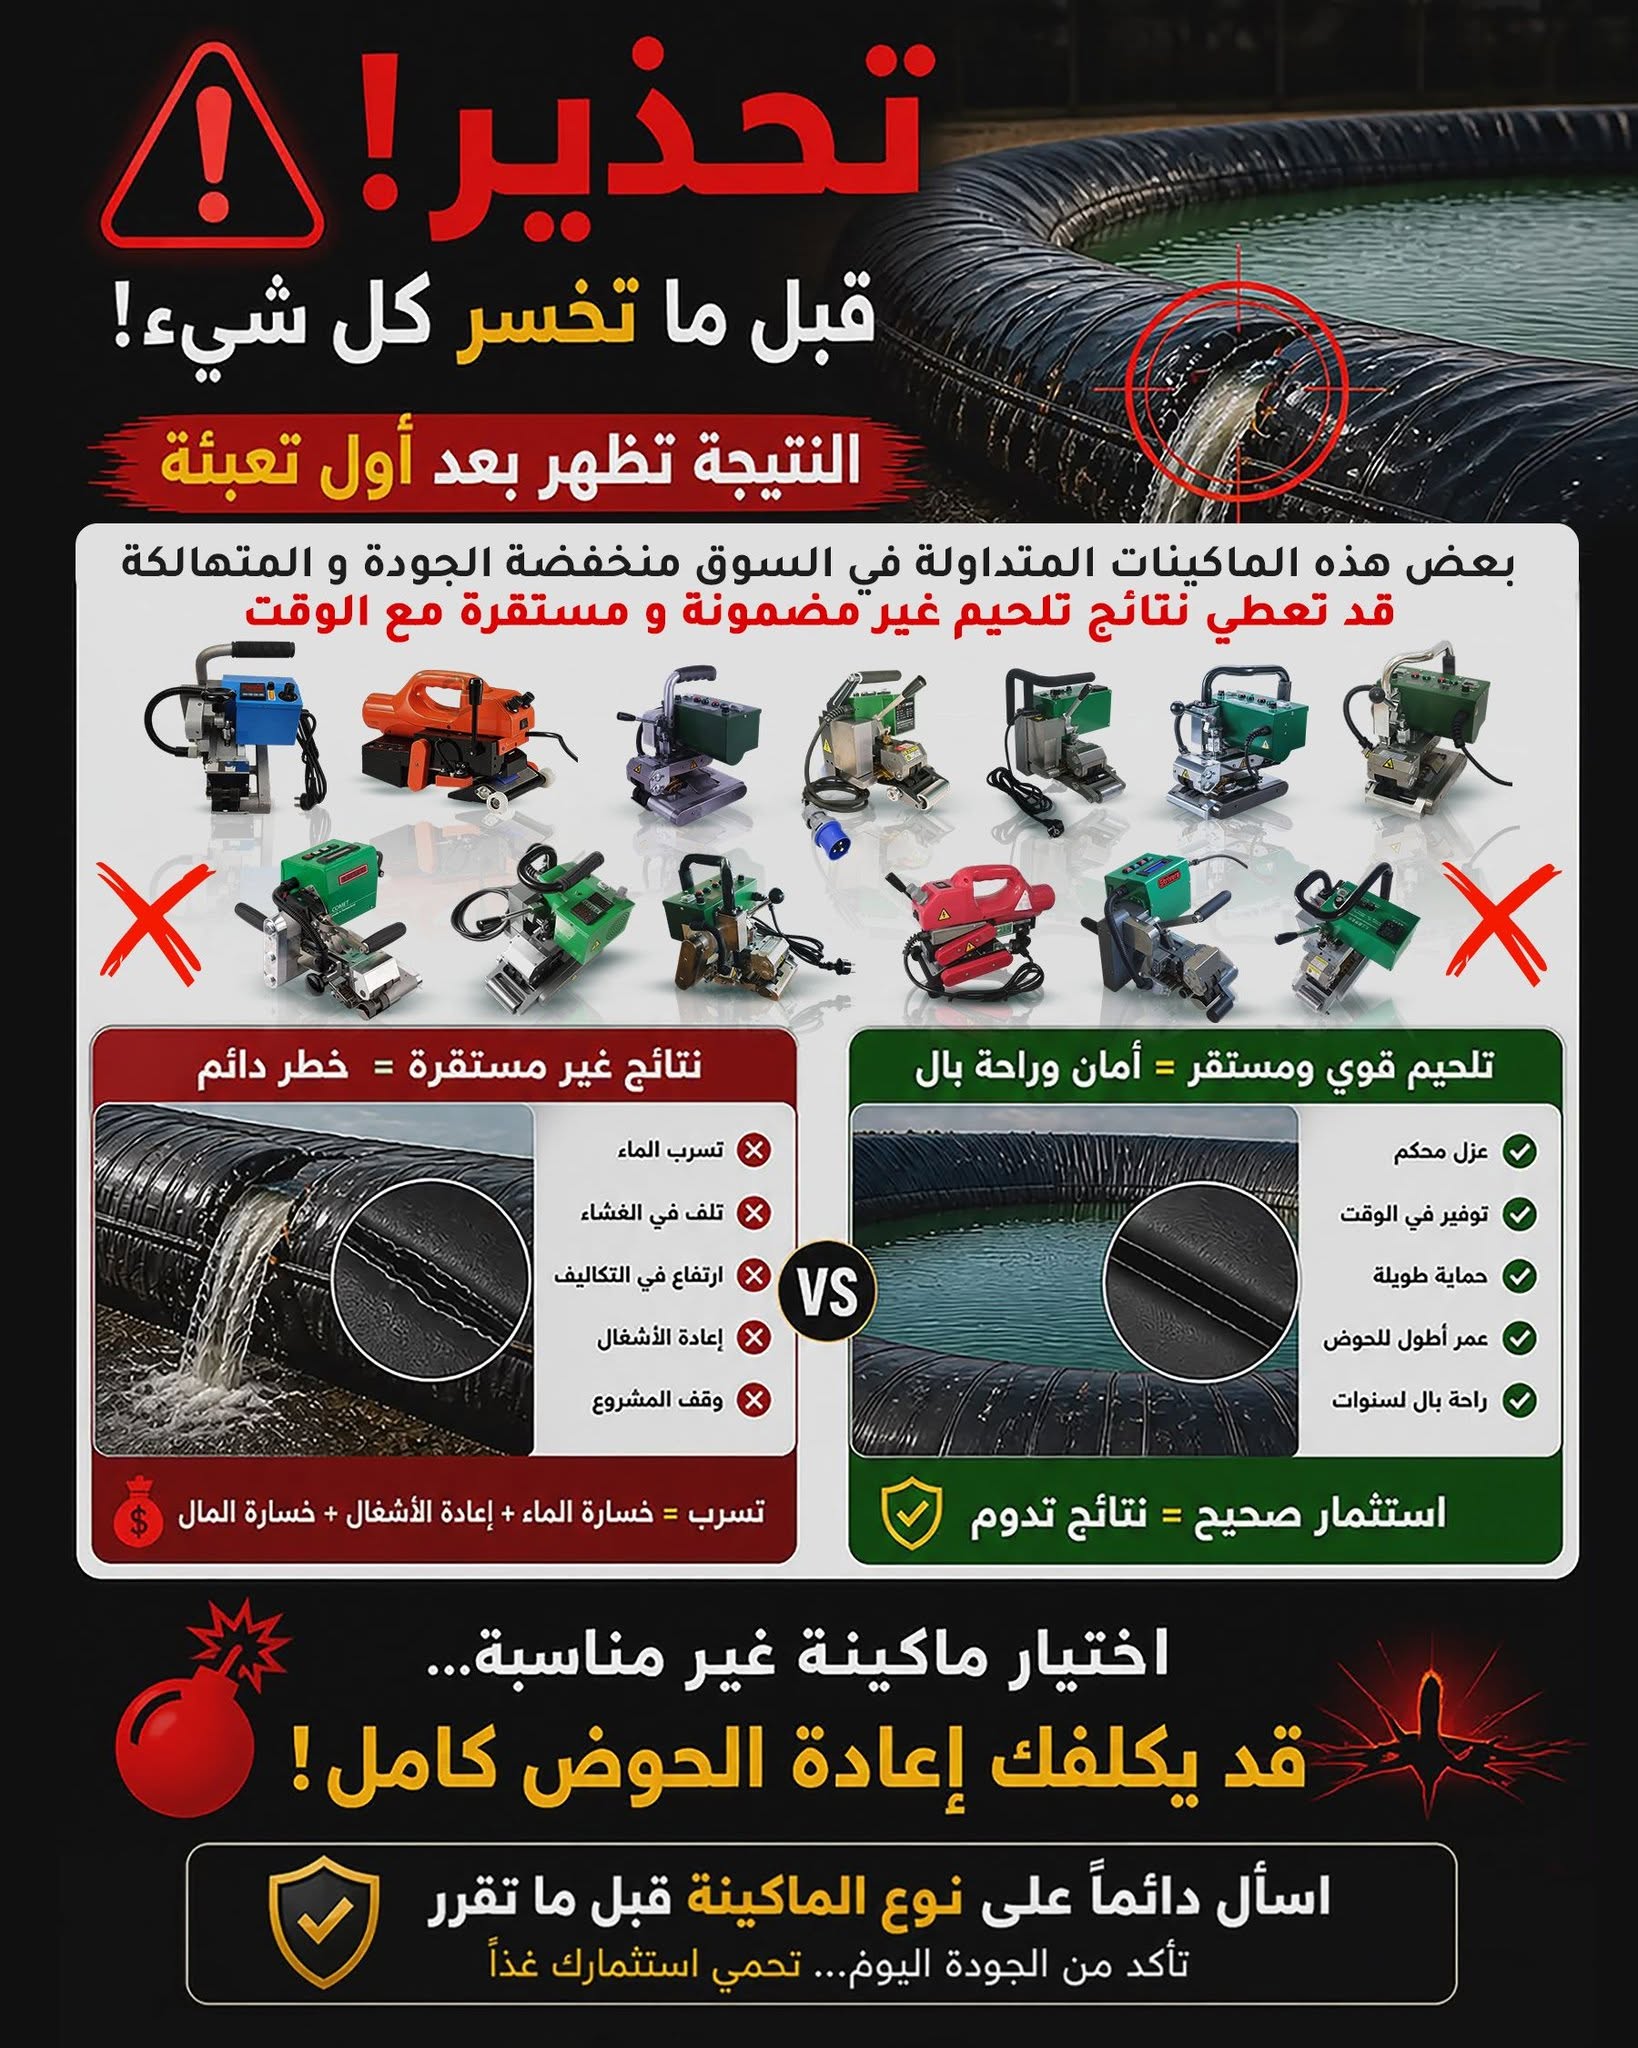 تحذير!
قبل ما تخسر كل شيء!
النتيجة تظهر بعد أول تعبئة
بعض هذه الماكينات المتداولة في السوق منخفضة الجودة و المتهالكة
قد تعطي نتائج تلحيم غير مضمونة و مستقرة مع الوقت
COMET
تلحيم قوي ومستقر = أمان وراحة بال
عزل محكم
توفير في الوقت
حماية طويلة
عمر أطول للحوض
راحة بال لسنوات
استثمار صحيح = نتائج تدوم
VS
نتائج غير مستقرة = خطر دائم
تسرب الماء
تلف في الغشاء
ارتفاع في التكاليف
إعادة الأشغال
وقف المشروع
تسرب = خسارة الماء + إعادة الأشغال + خسارة المال
$
اختيار ماكينة غير مناسبة...
قد يكلفك إعادة الحوض كامل!
اسأل دائماً على نوع الماكينة قبل ما تقرر
تأكد من الجودة اليوم... تحمي استثمارك غذاً